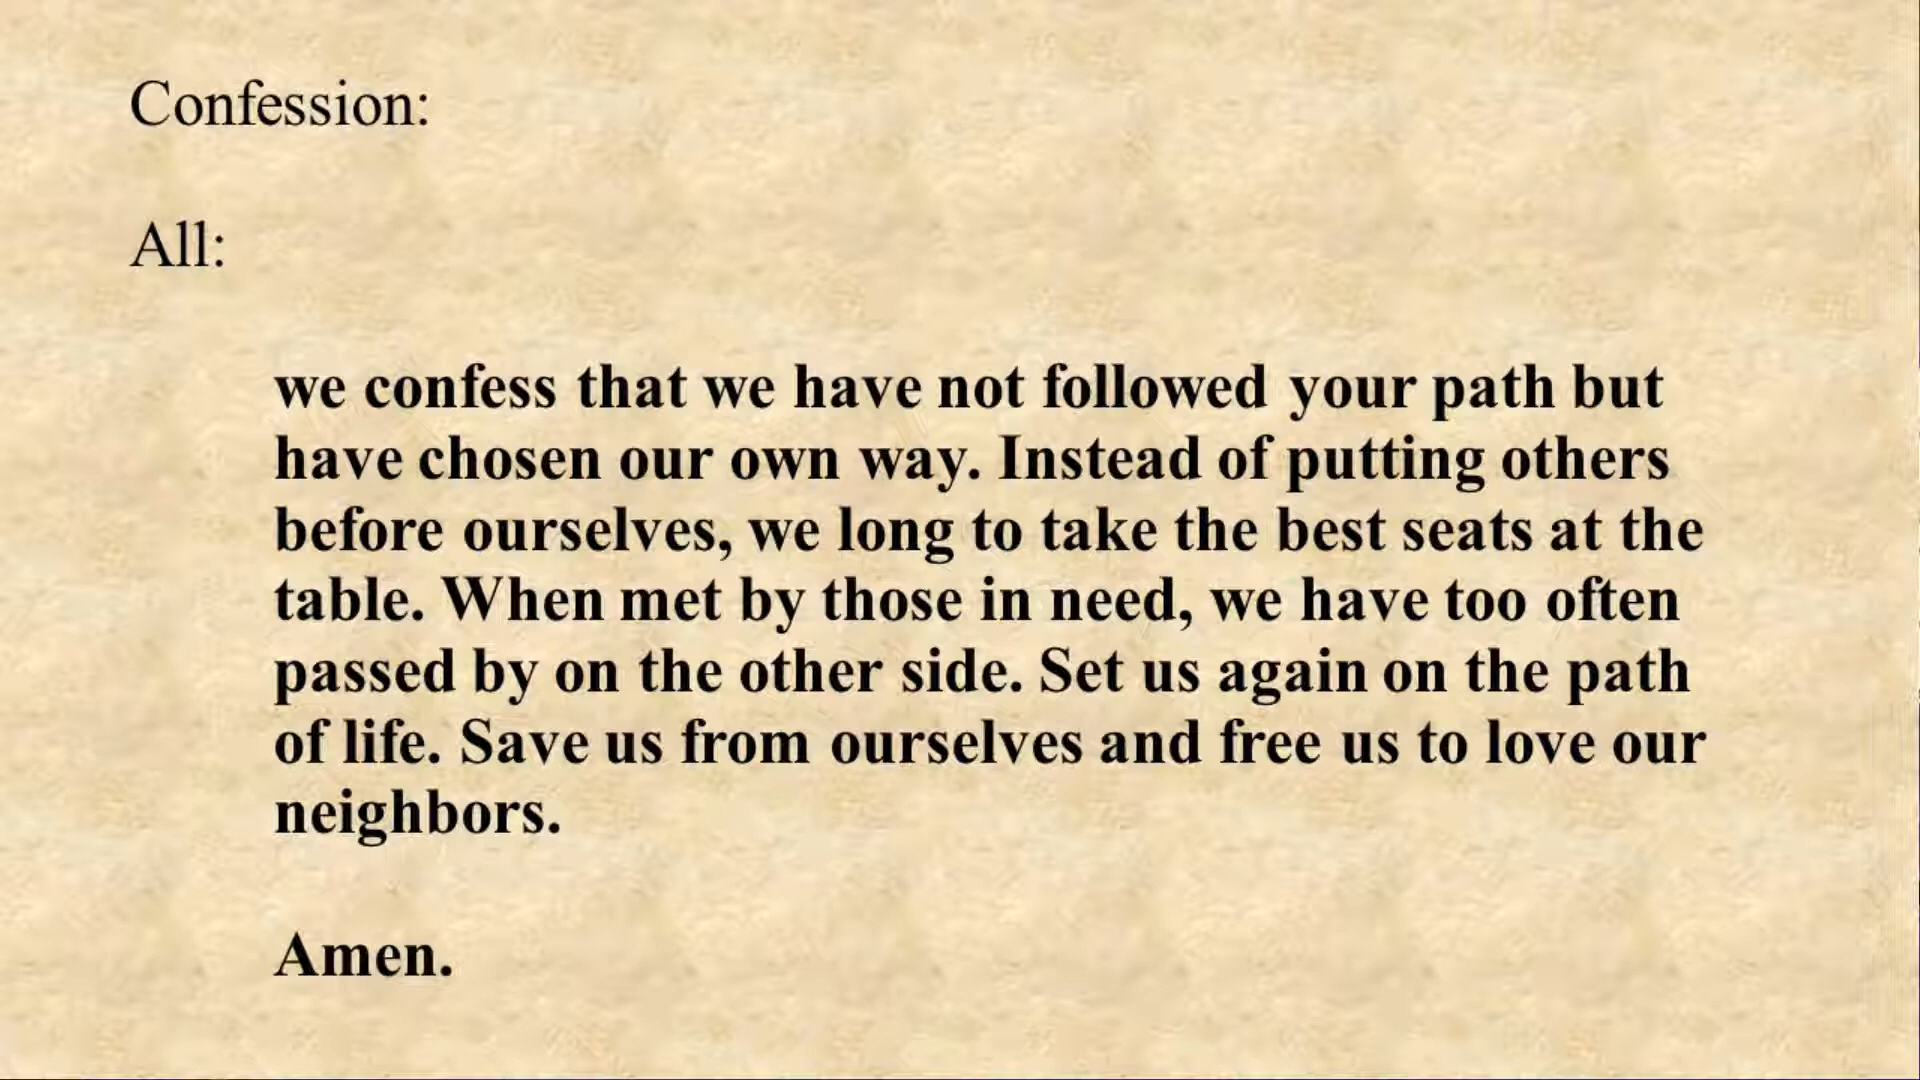 Confession:
All:
we confess that we have not followed your path but
have chosen our own way. Instead of putting others
before ourselves, we long to take the best seats at the
table. When met by those in need, we have too often
passed by on the other side. Set us again on the path
of life. Save us from ourselves and free us to love our
neighbors.
Amen.